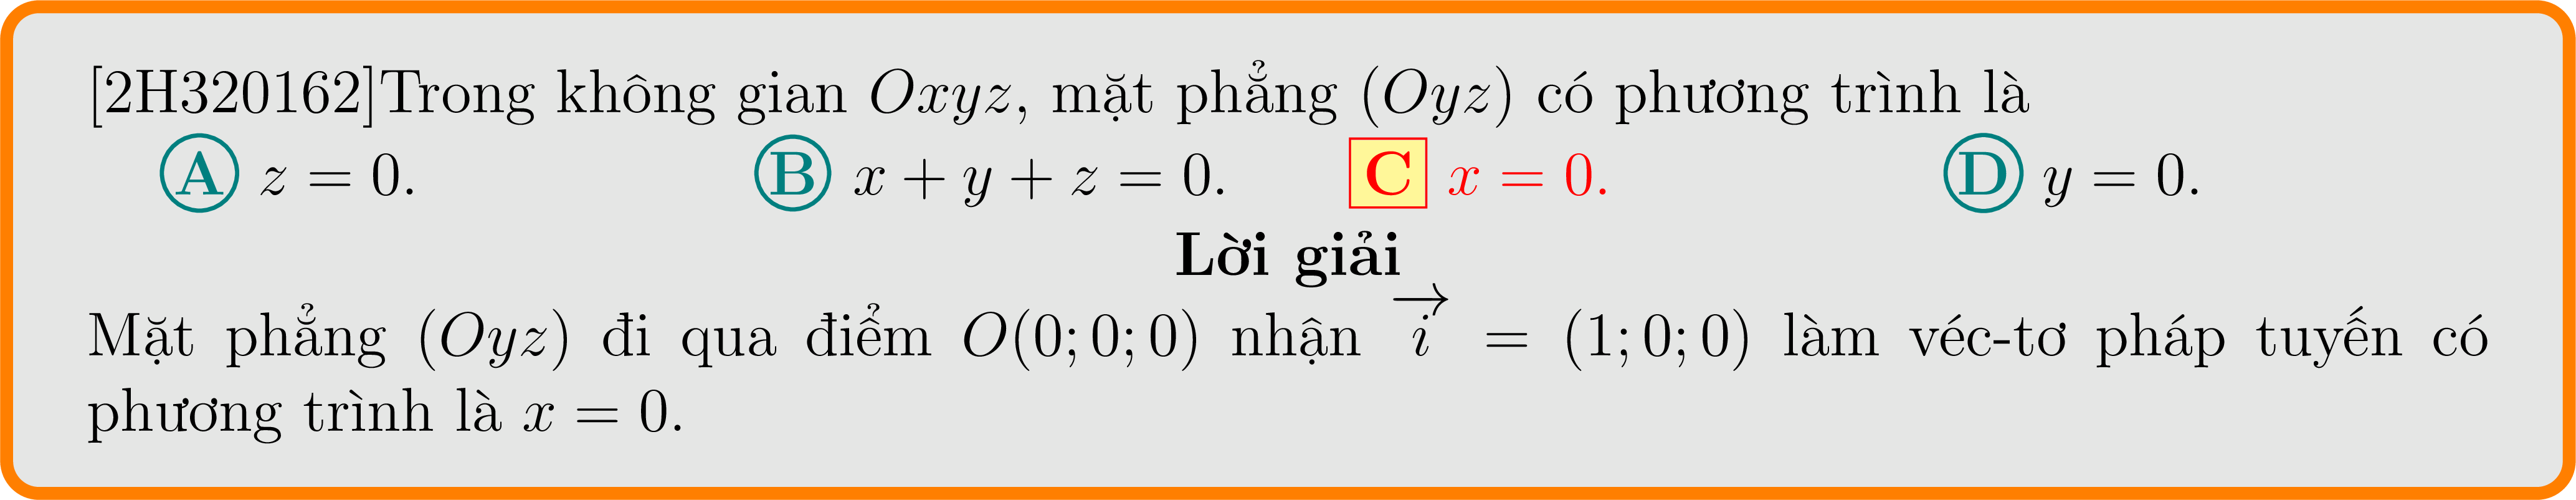 [2H320162]Trong không gian Oxyz, mặt phẳng (Oyz) có phương trình là
A z = 0. B x + y + z = 0. C x = 0. D y = 0.
Lời giải
Mặt phẳng (Oyz) đi qua điểm O(0; 0; 0) nhận \overrightarrow{i} = (1; 0; 0) làm véc-tơ pháp tuyến có
phương trình là x = 0.